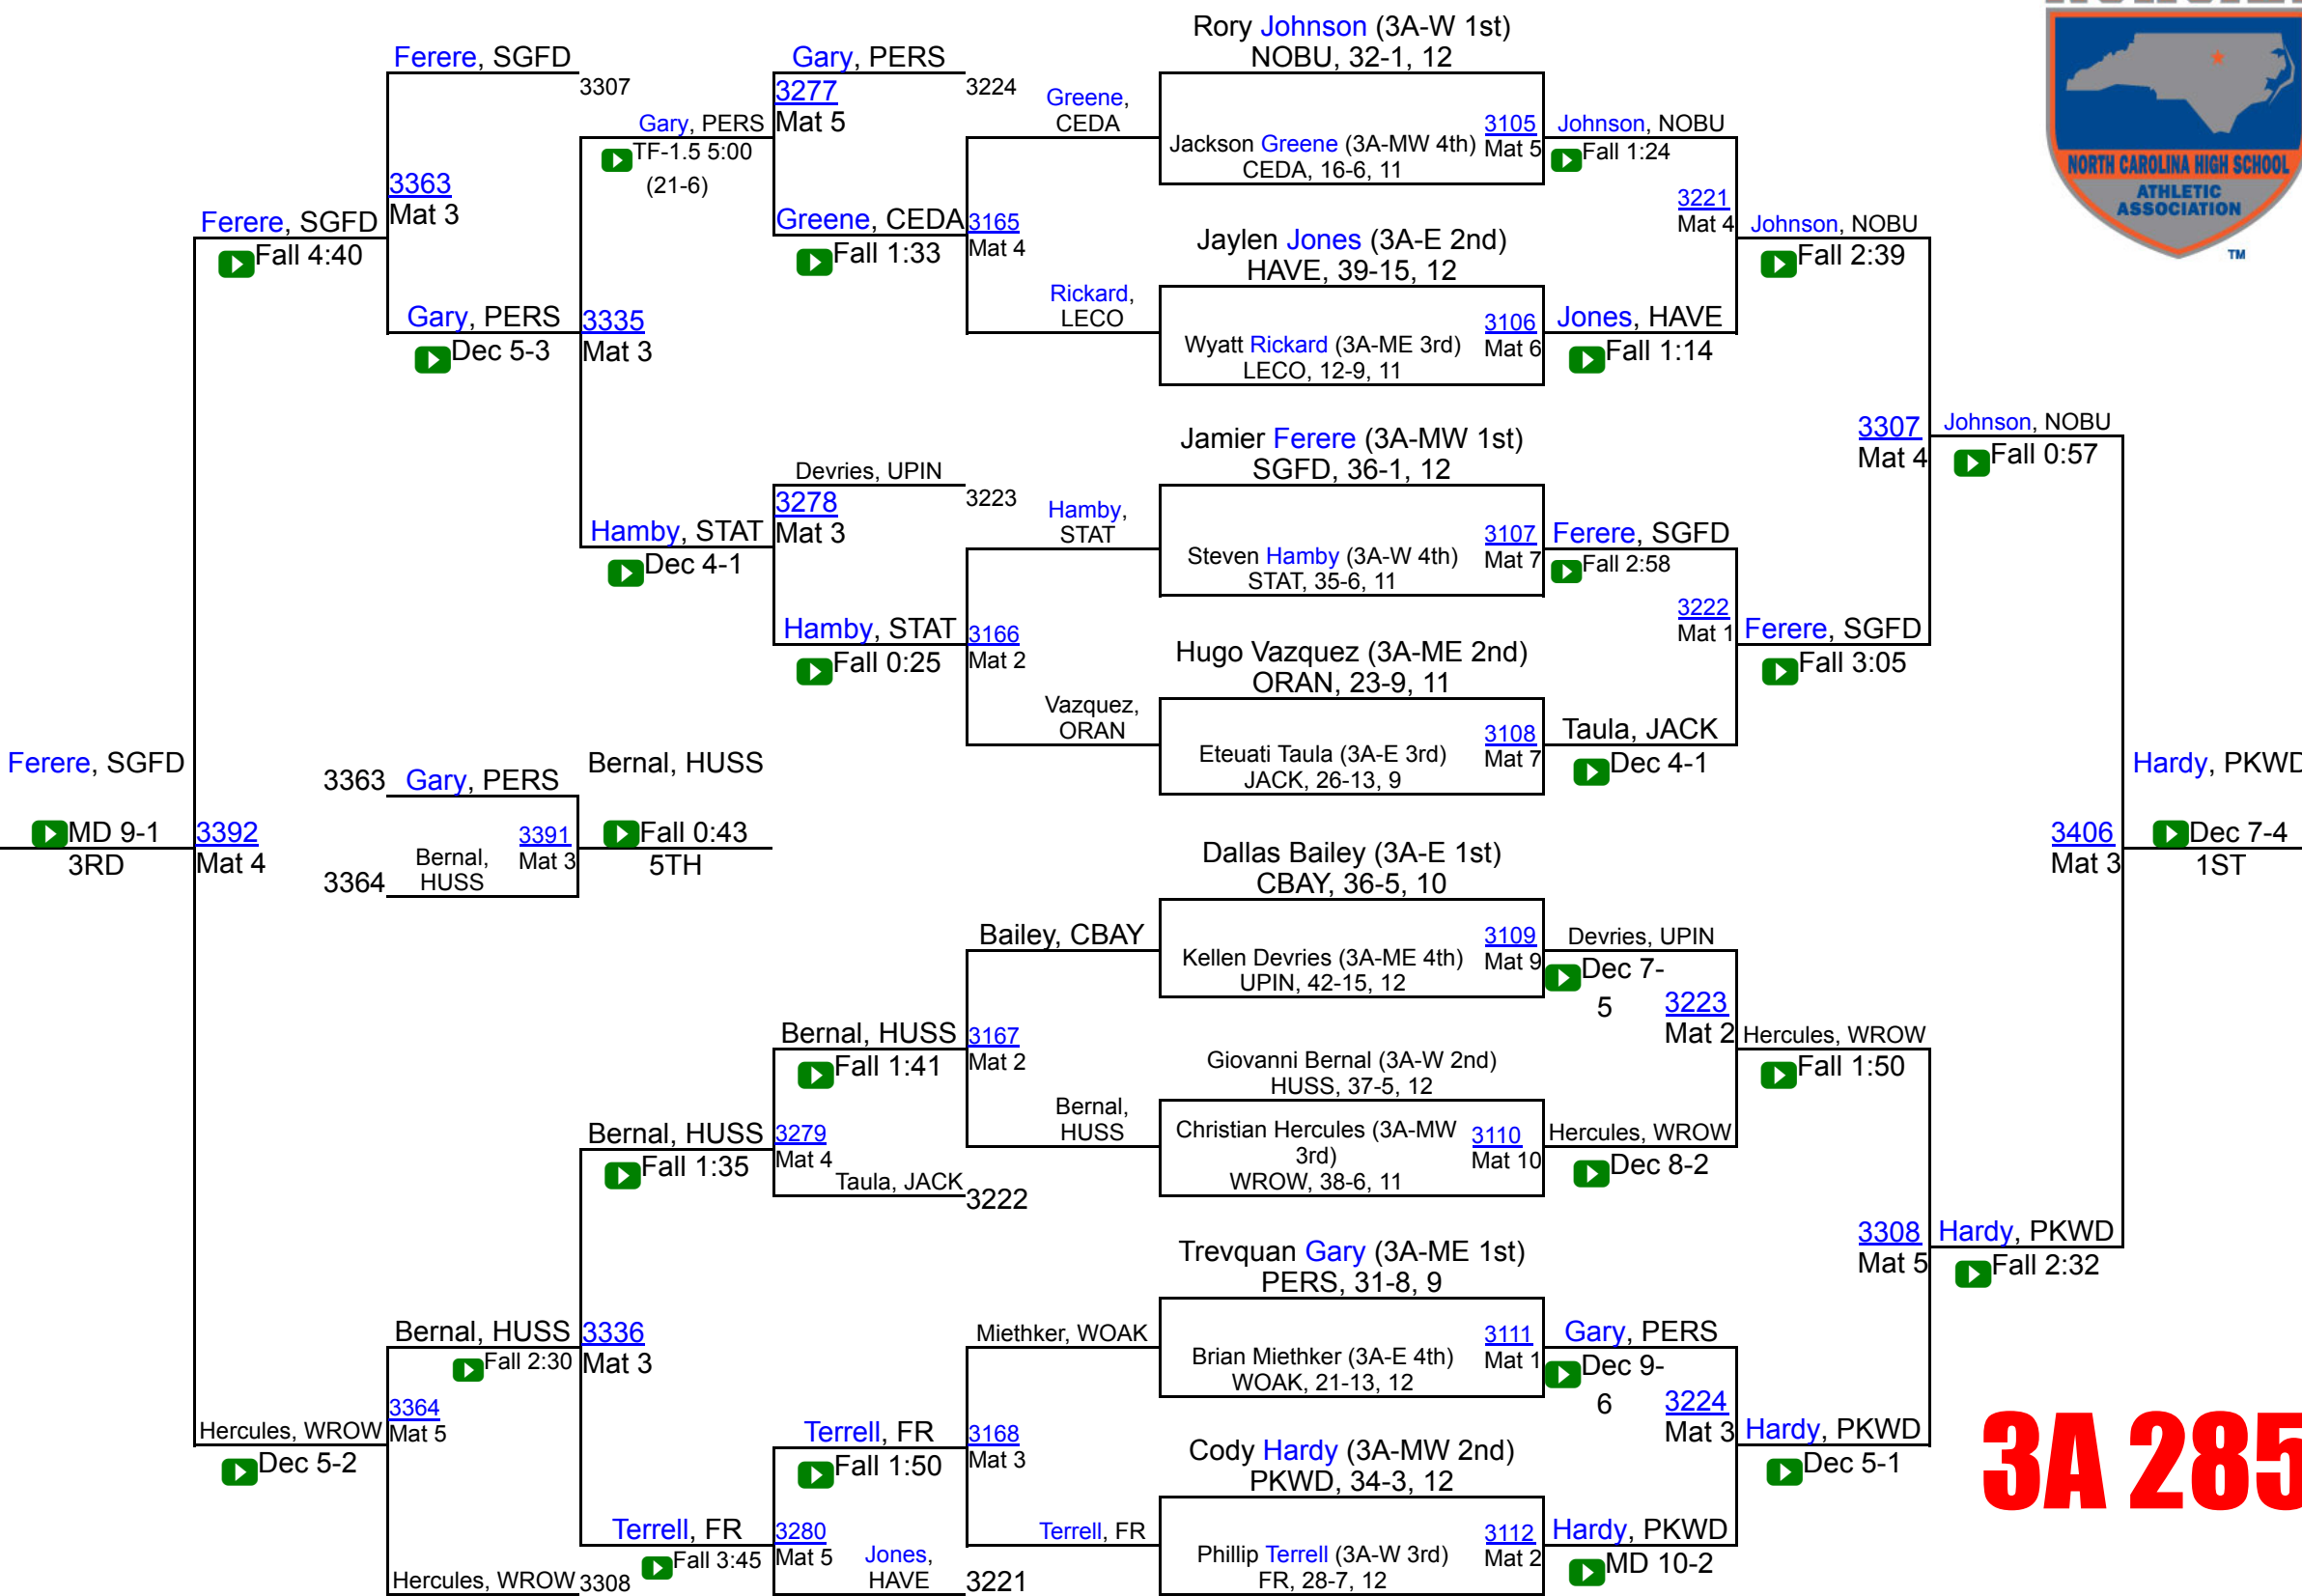 Rory Johnson (3A-W 1st)
NOBU, 32-1, 12
Jackson Greene (3A-MW 4th)
CEDA, 16-6, 11
3105
Mat 5
Jaylen Jones (3A-E 2nd)
HAVE, 39-15, 12
Wyatt Rickard (3A-ME 3rd)
LECO, 12-9, 11
3106
Mat 6
Jamier Ferere (3A-MW 1st)
SGFD, 36-1, 12
Steven Hamby (3A-W 4th)
STAT, 35-6, 11
3107
Mat 7
Hugo Vazquez (3A-ME 2nd)
ORAN, 23-9, 11
Eteuati Taula (3A-E 3rd)
JACK, 26-13, 9
3108
Mat 7
Dallas Bailey (3A-E 1st)
CBAY, 36-5, 10
Kellen Devries (3A-ME 4th)
UPIN, 42-15, 12
3109
Mat 9
Giovanni Bernal (3A-W 2nd)
HUSS, 37-5, 12
Christian Hercules (3A-MW
3rd)
WROW, 38-6, 11
3110
Mat 10
Trevquan Gary (3A-ME 1st)
PERS, 31-8, 9
Brian Miethker (3A-E 4th)
WOAK, 21-13, 12
3111
Mat 1
Cody Hardy (3A-MW 2nd)
PKWD, 34-3, 12
Phillip Terrell (3A-W 3rd)
FR, 28-7, 12
3112
Mat 2
Johnson, NOBU
Fall 1:24
3221
Mat 4
Jones, HAVE
Fall 1:14
Ferere, SGFD
Fall 2:58
3222
Mat 1
Taula, JACK
Dec 4-1
Devries, UPIN
Dec 7-
5
3223
Mat 2
Hercules, WROW
Dec 8-2
Gary, PERS
Dec 9-
6
3224
Mat 3
Hardy, PKWD
MD 10-2
Johnson, NOBU
Fall 2:39
3307
Mat 4
Ferere, SGFD
Fall 3:05
Hercules, WROW
Fall 1:50
3308
Mat 5
Hardy, PKWD
Dec 5-1
Johnson, NOBU
Fall 0:57
3406
Mat 3
Hardy, PKWD
Fall 2:32
Hardy, PKWD
Dec 7-4
1ST
Greene,
CEDA
Rickard,
LECO
3165
Mat 4
Hamby,
STAT
Vazquez,
ORAN
3166
Mat 2
Bailey, CBAY
Bernal,
HUSS
3167
Mat 2
Miethker, WOAK
Terrell, FR
3168
Mat 3
Gary, PERS
3224
3277
Mat 5
Greene, CEDA
Fall 1:33
Devries, UPIN
3223
3278
Mat 3
Hamby, STAT
Fall 0:25
Bernal, HUSS
Fall 1:41
3279
Mat 4
Taula, JACK
3222
Terrell, FR
Fall 1:50
3280
Mat 5
Jones,
HAVE
3221
Gary, PERS
TF-1.5 5:00
(21-6)
3335
Mat 3
Hamby, STAT
Dec 4-1
Bernal, HUSS
Fall 1:35
3336
Mat 3
Terrell, FR
Fall 3:45
Ferere, SGFD
3307
3363
Mat 3
Gary, PERS
Dec 5-3
Bernal, HUSS
Fall 2:30
3364
Mat 5
Hercules, WROW
3308
Ferere, SGFD
Fall 4:40
3392
Mat 4
Hercules, WROW
Dec 5-2
Ferere, SGFD
MD 9-1
3RD
3363
Gary, PERS
3364
Bernal,
HUSS
3391
Mat 3
Bernal, HUSS
Fall 0:43
5TH
NORTH CAROLINA HIGH SCHOOL
ATHLETIC
ASSOCIATION
TM
3A 285